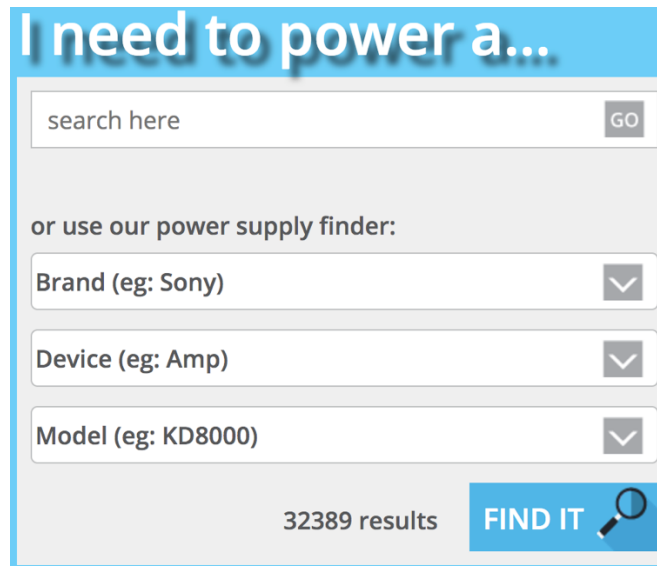 I need to power a...
search here
GO
or use our power supply finder:
Brand (eg: Sony)
Device (eg: Amp)
Model (eg: KD8000)
32389 results
FIND IT